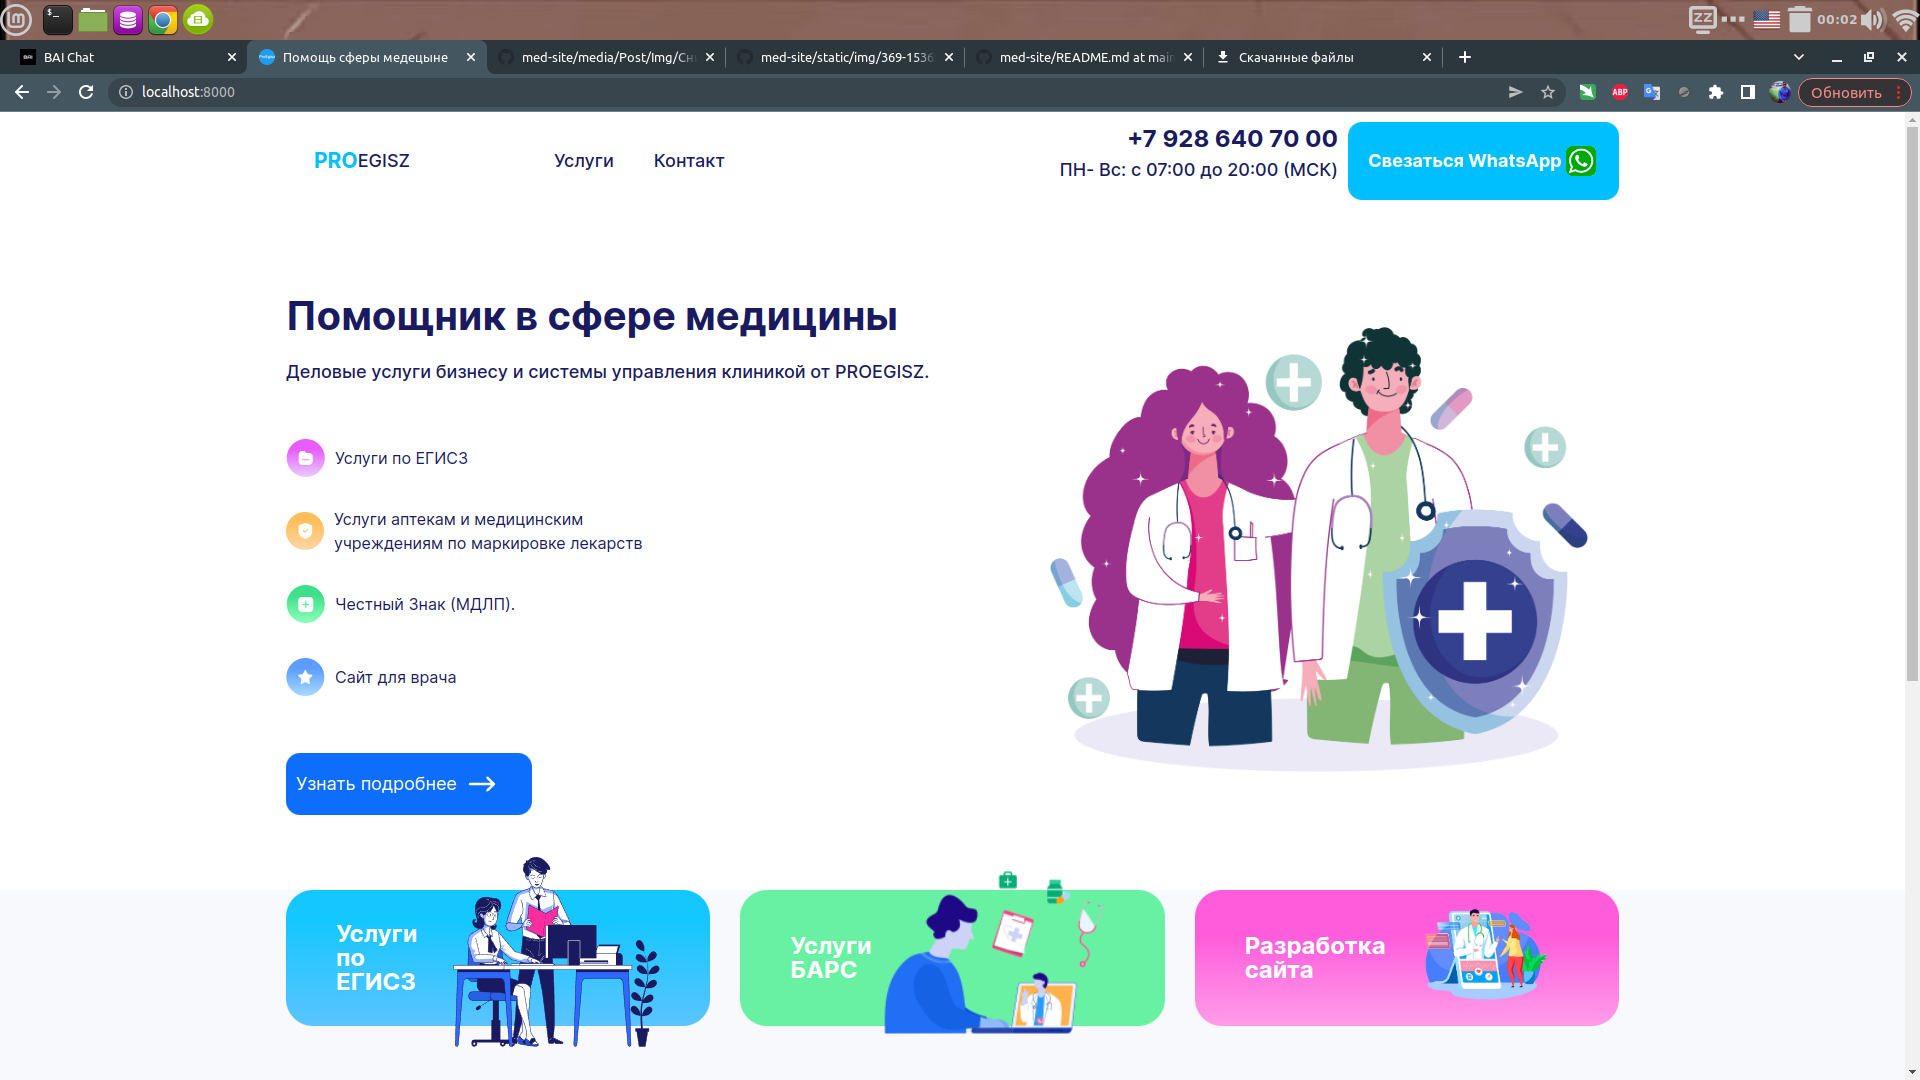 00:02
BAI Chat
Помощь сферы медецыне
med-site/media/Post/Img/Сни
med-site/static/img/369-1536
med-site/README.md at main
Скачанные файлы
localhost:8000
ABP
Обновить
PROEGISZ
Услуги
Контакт
+7 928 640 70 00
ПН- Вс: с 07:00 до 20:00 (МСК)
Свезаться WhatsApp
Помощник в сфере медицины
Деловые услуги бизнесу и системы управления клиникой от PROEGISZ.
Услуги по ЕГИСЗ
Услуги аптекам и медицинским
учреждениям по маркировке лекарств
Честный Знак (МДЛП).
Сайт для врача
Узнать подробнее
Услуги
по
ЕГИСЗ
Услуги
БАРС
Разработка
сайта